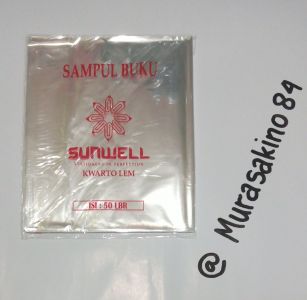 SAMPUL BUKU
SUNWELL
KWARTO LEM
ISI : 50 LBR
@ Murasakino 84